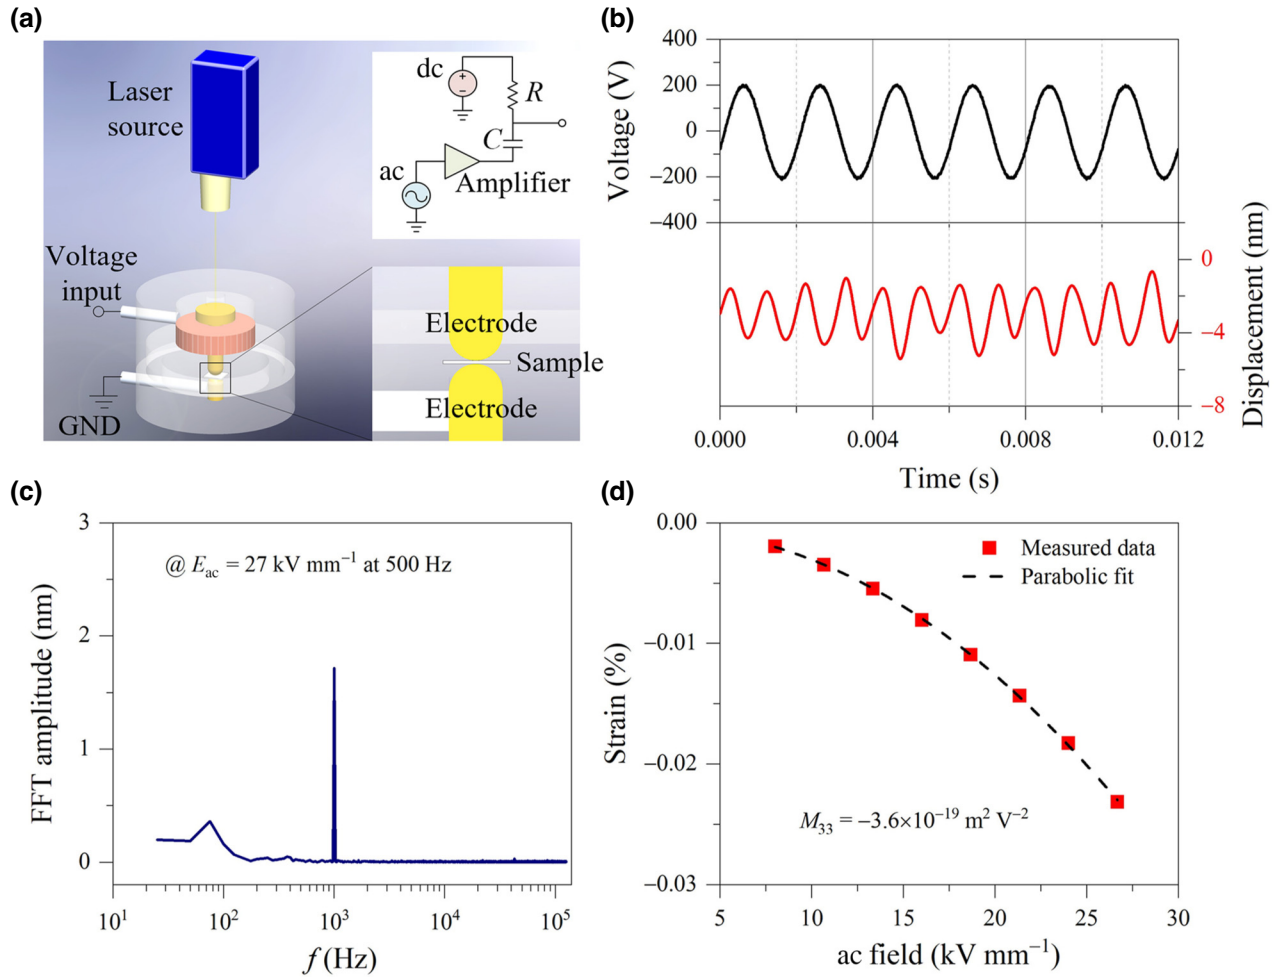 (a)
Laser
source
dc
R
C
ac
Amplifier
Voltage
input
GND
Electrode
Sample
Electrode
(b)
400
200
0
−200
−400
Voltage (V)
0
−4
−8
Displacement (nm)
0.000
0.004
0.008
0.012
Time (s)
(c)
3
2
1
0
FFT amplitude (nm)
@ Eac = 27 kV mm⁻¹ at 500 Hz
10¹
10²
10³
10⁴
10⁵
f (Hz)
(d)
0.00
−0.01
−0.02
−0.03
Strain (%)
Measured data
Parabolic fit
M₃₃ = −3.6×10⁻¹⁹ m² V⁻²
5
10
15
20
25
30
ac field (kV mm⁻¹)